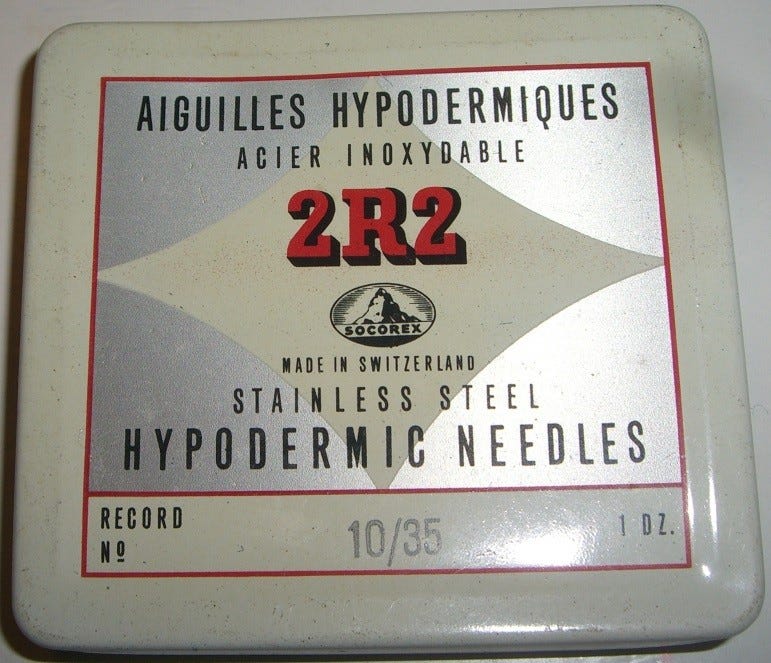 AIGUILLES HYPODERMIQUES
ACIER INOXYDABLE
2R2
SOCOREX
MADE IN SWITZERLAND
STAINLESS STEEL
HYPODERMIC NEEDLES
RECORD
Nº
10/35
1 DZ.